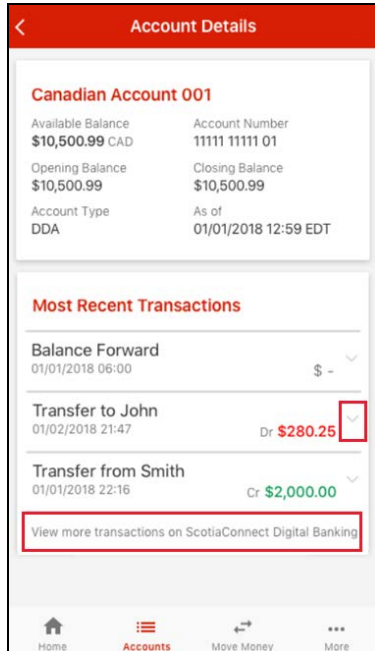 Account Details
Canadian Account 001
Available Balance Account Number
$10,500.99 CAD 11111 11111 01
Opening Balance Closing Balance
$10,500.99 $10,500.99
Account Type As of
DDA 01/01/2018 12:59 EDT
Most Recent Transactions
Balance Forward
01/01/2018 06:00 $ -
Transfer to John
01/02/2018 21:47 Dr $280.25
Transfer from Smith
01/01/2018 22:16 Cr $2,000.00
View more transactions on ScotiaConnect Digital Banking
Home Accounts Move Money More